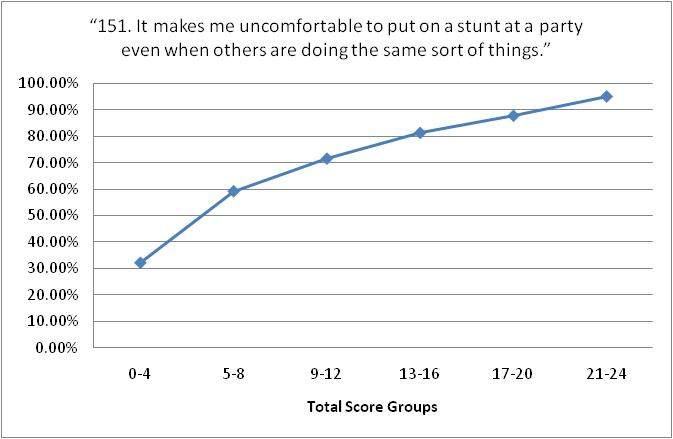 “151. It makes me uncomfortable to put on a stunt at a party
even when others are doing the same sort of things.”
100.00%
90.00%
80.00%
70.00%
60.00%
50.00%
40.00%
30.00%
20.00%
10.00%
0.00%
0-4 5-8 9-12 13-16 17-20 21-24
Total Score Groups